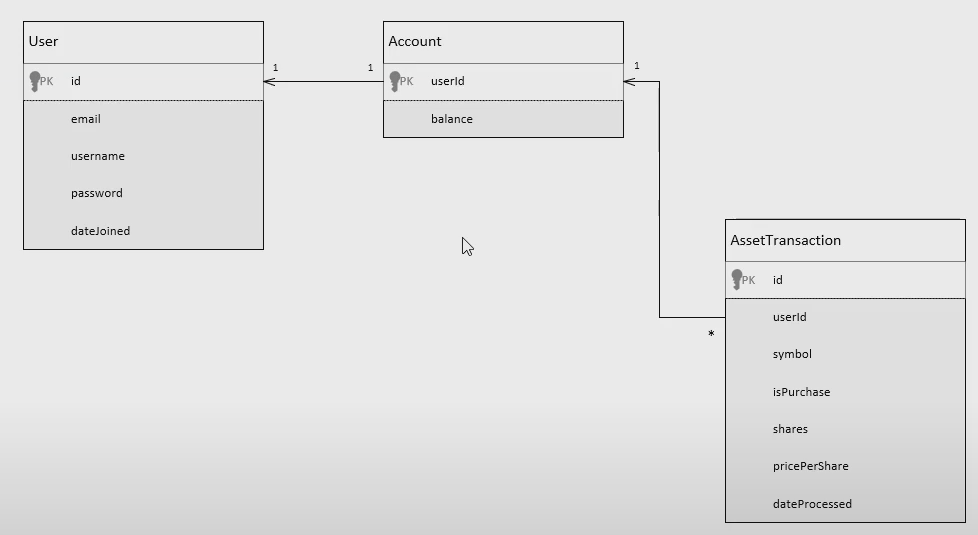 User
PK id
email
username
password
dateJoined
1 1
Account
PK userId
balance
1
*
AssetTransaction
PK id
userId
symbol
isPurchase
shares
pricePerShare
dateProcessed